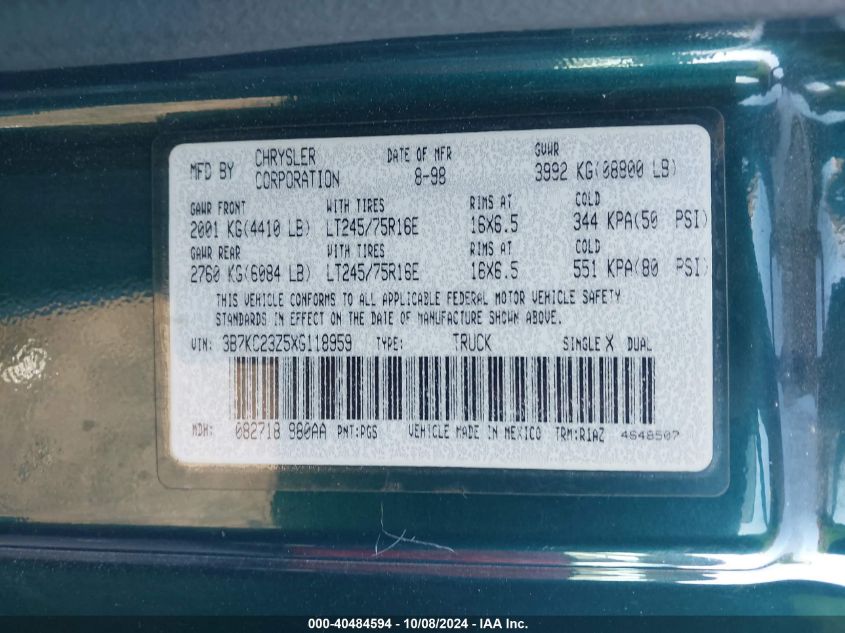 MFD BY CHRYSLER CORPORATION DATE OF MFR 8-98 GVWR 3992 KG(08800 LB)
GAWR FRONT WITH TIRES RIMS AT COLD
2001 KG(4410 LB) LT245/75R16E 16X6.5 344 KPA(50 PSI)
GAWR REAR WITH TIRES RIMS AT COLD
2760 KG(6084 LB) LT245/75R16E 16X6.5 551 KPA(80 PSI)
THIS VEHICLE CONFORMS TO ALL APPLICABLE FEDERAL MOTOR VEHICLE SAFETY
STANDARDS IN EFFECT ON THE DATE OF MANUFACTURE SHOWN ABOVE.
VIN: 3B7KC23Z5XG118959 TYPE: TRUCK SINGLE X DUAL
MDH: 082718 980AA PNT:PGS VEHICLE MADE IN MEXICO TRM:R1AZ 4648507
000-40484594 - 10/08/2024 - IAA Inc.